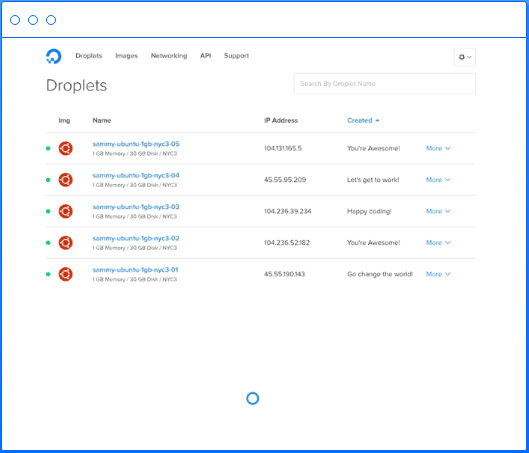 Droplets Images Networking API Support
Droplets
Search By Droplet Name
Img Name IP Address Created
sammy-ubuntu-1gb-nyc3-05 104.131.165.5 You're Awesome! More
1 GB Memory / 30 GB Disk / NYC3
sammy-ubuntu-1gb-nyc3-04 45.55.95.209 Let's get to work! More
1 GB Memory / 30 GB Disk / NYC3
sammy-ubuntu-1gb-nyc3-03 104.236.39.234 Happy coding! More
1 GB Memory / 30 GB Disk / NYC3
sammy-ubuntu-1gb-nyc3-02 104.236.52.182 You're Awesome! More
1 GB Memory / 30 GB Disk / NYC3
sammy-ubuntu-1gb-nyc3-01 45.55.190.143 Go change the world! More
1 GB Memory / 30 GB Disk / NYC3